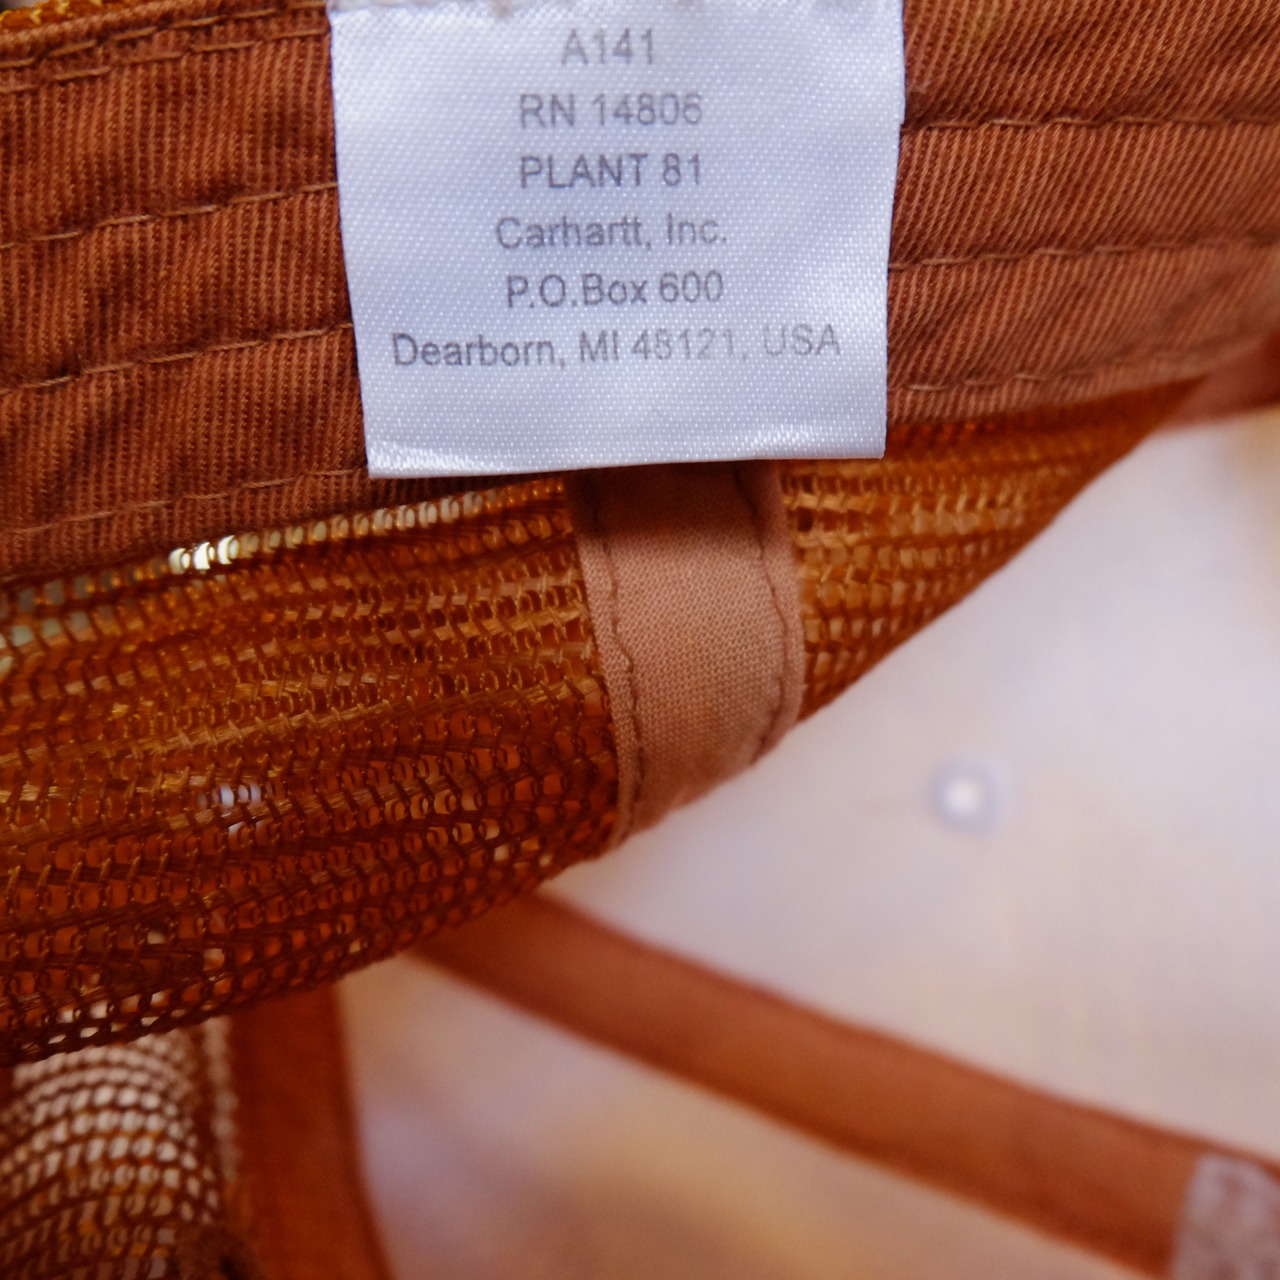 A141
RN 14806
PLANT 81
Carhartt, Inc.
P.O.Box 600
Dearborn, MI 48121, USA